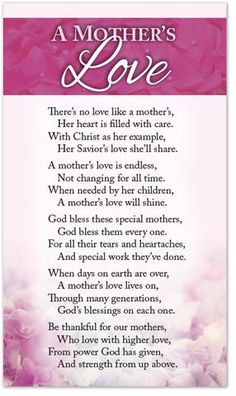 A MOTHER'S
Love
There's no love like a mother's,
Her heart is filled with care.
With Christ as her example,
Her Savior's love she'll share.
A mother's love is endless,
Not changing for all time.
When needed by her children,
A mother's love will shine.
God bless these special mothers,
God bless them every one.
For all their tears and heartaches,
And special work they've done.
When days on earth are over,
A mother's love lives on,
Through many generations,
God's blessings on each one.
Be thankful for our mothers,
Who love with higher love,
From power God has given,
And strength from up above.